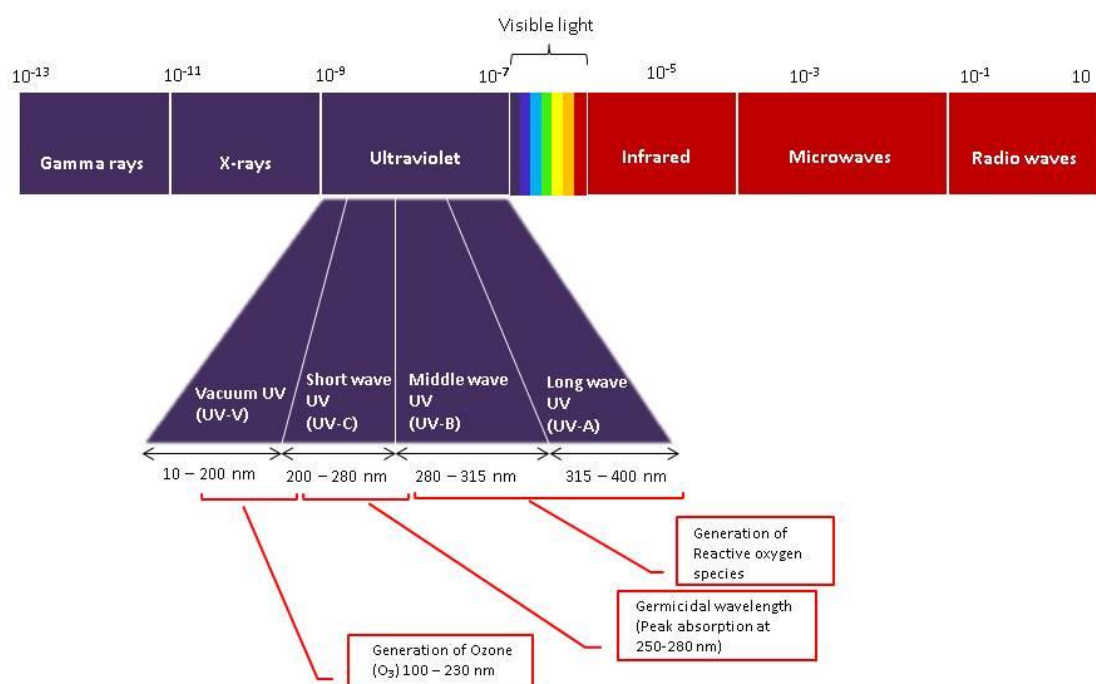 Visible light
10⁻¹³ 10⁻¹¹ 10⁻⁹ 10⁻⁷ 10⁻⁵ 10⁻³ 10⁻¹ 10
Gamma rays X-rays Ultraviolet Infrared Microwaves Radio waves
Vacuum UV
(UV-V)
Short wave
UV
(UV-C)
Middle wave
UV
(UV-B)
Long wave
UV
(UV-A)
10 – 200 nm 200 – 280 nm 280 – 315 nm 315 – 400 nm
Generation of
Reactive oxygen
species
Germicidal wavelength
(Peak absorption at
250-280 nm)
Generation of Ozone
(O₃) 100 – 230 nm